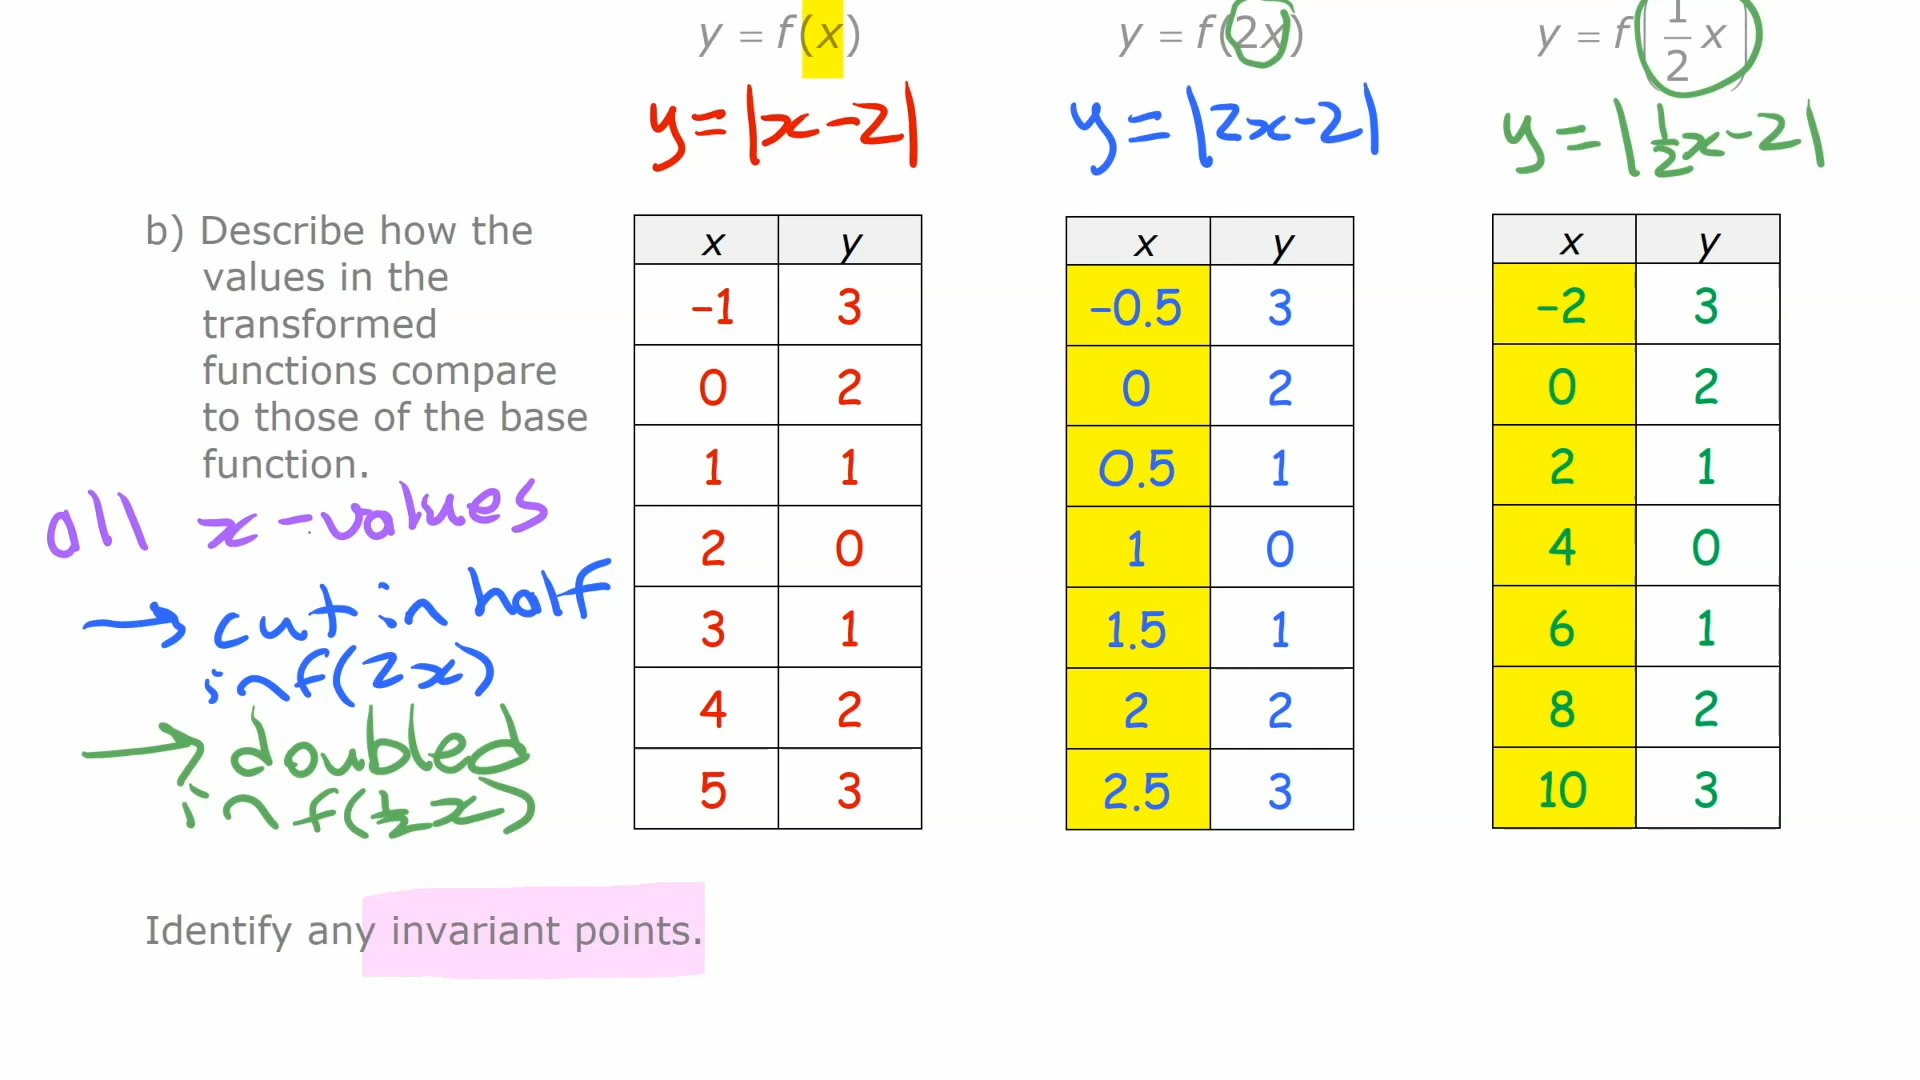 y = f(x) y = f(2x) y = f(1/2 x)
y = |x-2| y = |2x-2| y = |1/2x-2|
b) Describe how the
values in the
transformed
functions compare
to those of the base
function.
all x-values
→ cut in half
in f(2x)
→ doubled
in f(1/2x)
x y x y x y
-1 3 -0.5 3 -2 3
0 2 0 2 0 2
1 1 0.5 1 2 1
2 0 1 0 4 0
3 1 1.5 1 6 1
4 2 2 2 8 2
5 3 2.5 3 10 3
Identify any invariant points.